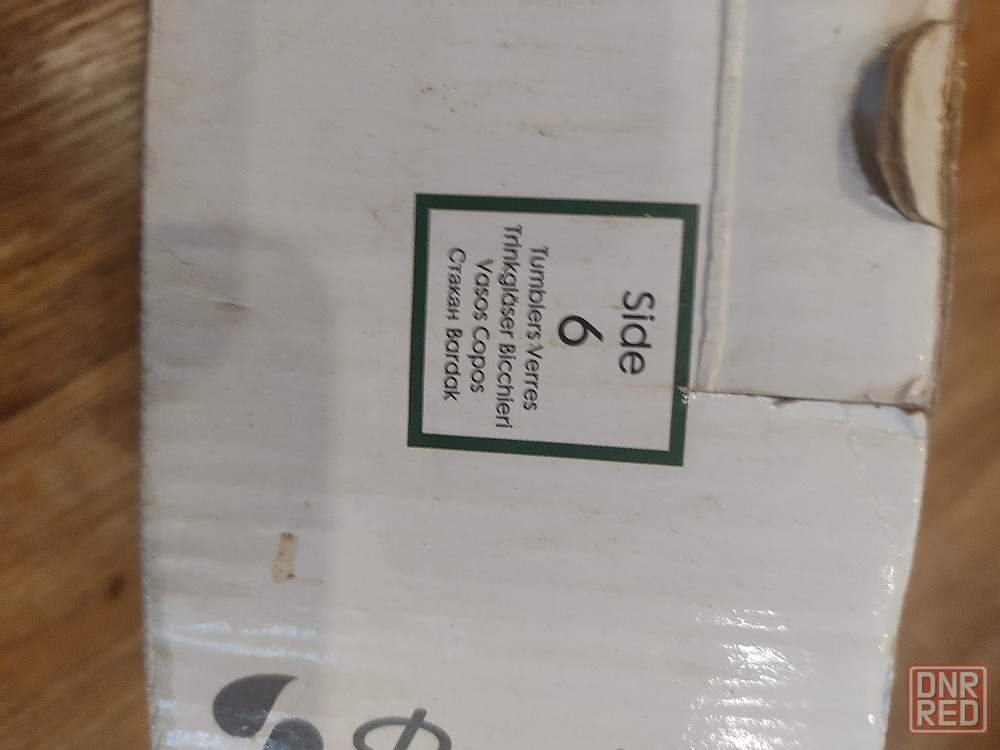 Side
6
Tumblers Verres
Trinkgläser Bicchieri
Vasos Copos
Стакан Bardak
DNR
RED